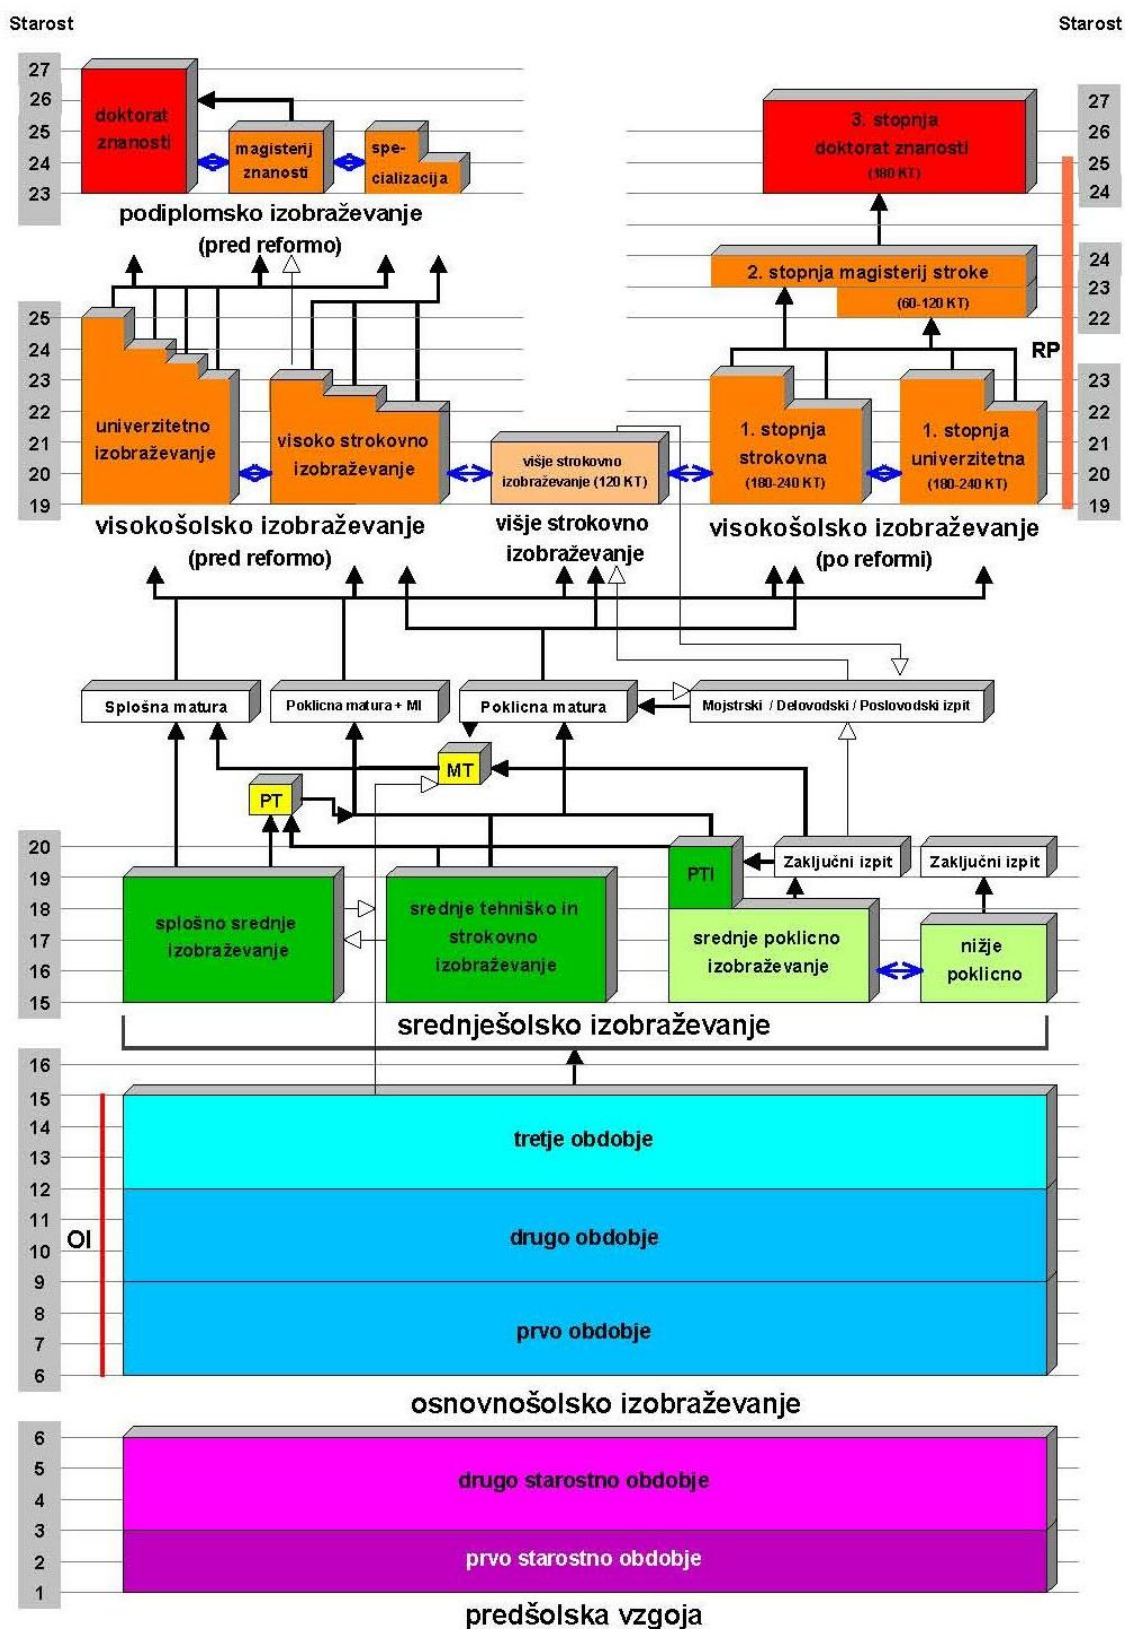 Starost
Starost
27
26
25
24
23
27
26
25
24
doktorat
znanosti
magisterij
znanosti
spe-
cializacija
3. stopnja
doktorat znanosti
(180 KT)
podiplomsko izobraževanje
(pred reformo)
24
23
22
2. stopnja magisterij stroke
(60-120 KT)
RP
25
24
23
22
21
20
19
23
22
21
20
19
univerzitetno
izobraževanje
visoko strokovno
izobraževanje
višje strokovno
izobraževanje (120 KT)
1. stopnja
strokovna
(180-240 KT)
1. stopnja
univerzitetna
(180-240 KT)
visokošolsko izobraževanje
(pred reformo)
višje strokovno
izobraževanje
visokošolsko izobraževanje
(po reformi)
Splošna matura
Poklicna matura + MI
Poklicna matura
Mojstrski / Delovodski / Poslovodski izpit
MT
PT
20
19
18
17
16
15
PTI
Zaključni izpit
Zaključni izpit
splošno srednje
izobraževanje
srednje tehniško in
strokovno
izobraževanje
srednje poklicno
izobraževanje
nižje
poklicno
srednješolsko izobraževanje
16
15
14
13
12
11
10
9
8
7
6
OI
tretje obdobje
drugo obdobje
prvo obdobje
osnovnošolsko izobraževanje
6
5
4
3
2
1
drugo starostno obdobje
prvo starostno obdobje
predšolska vzgoja